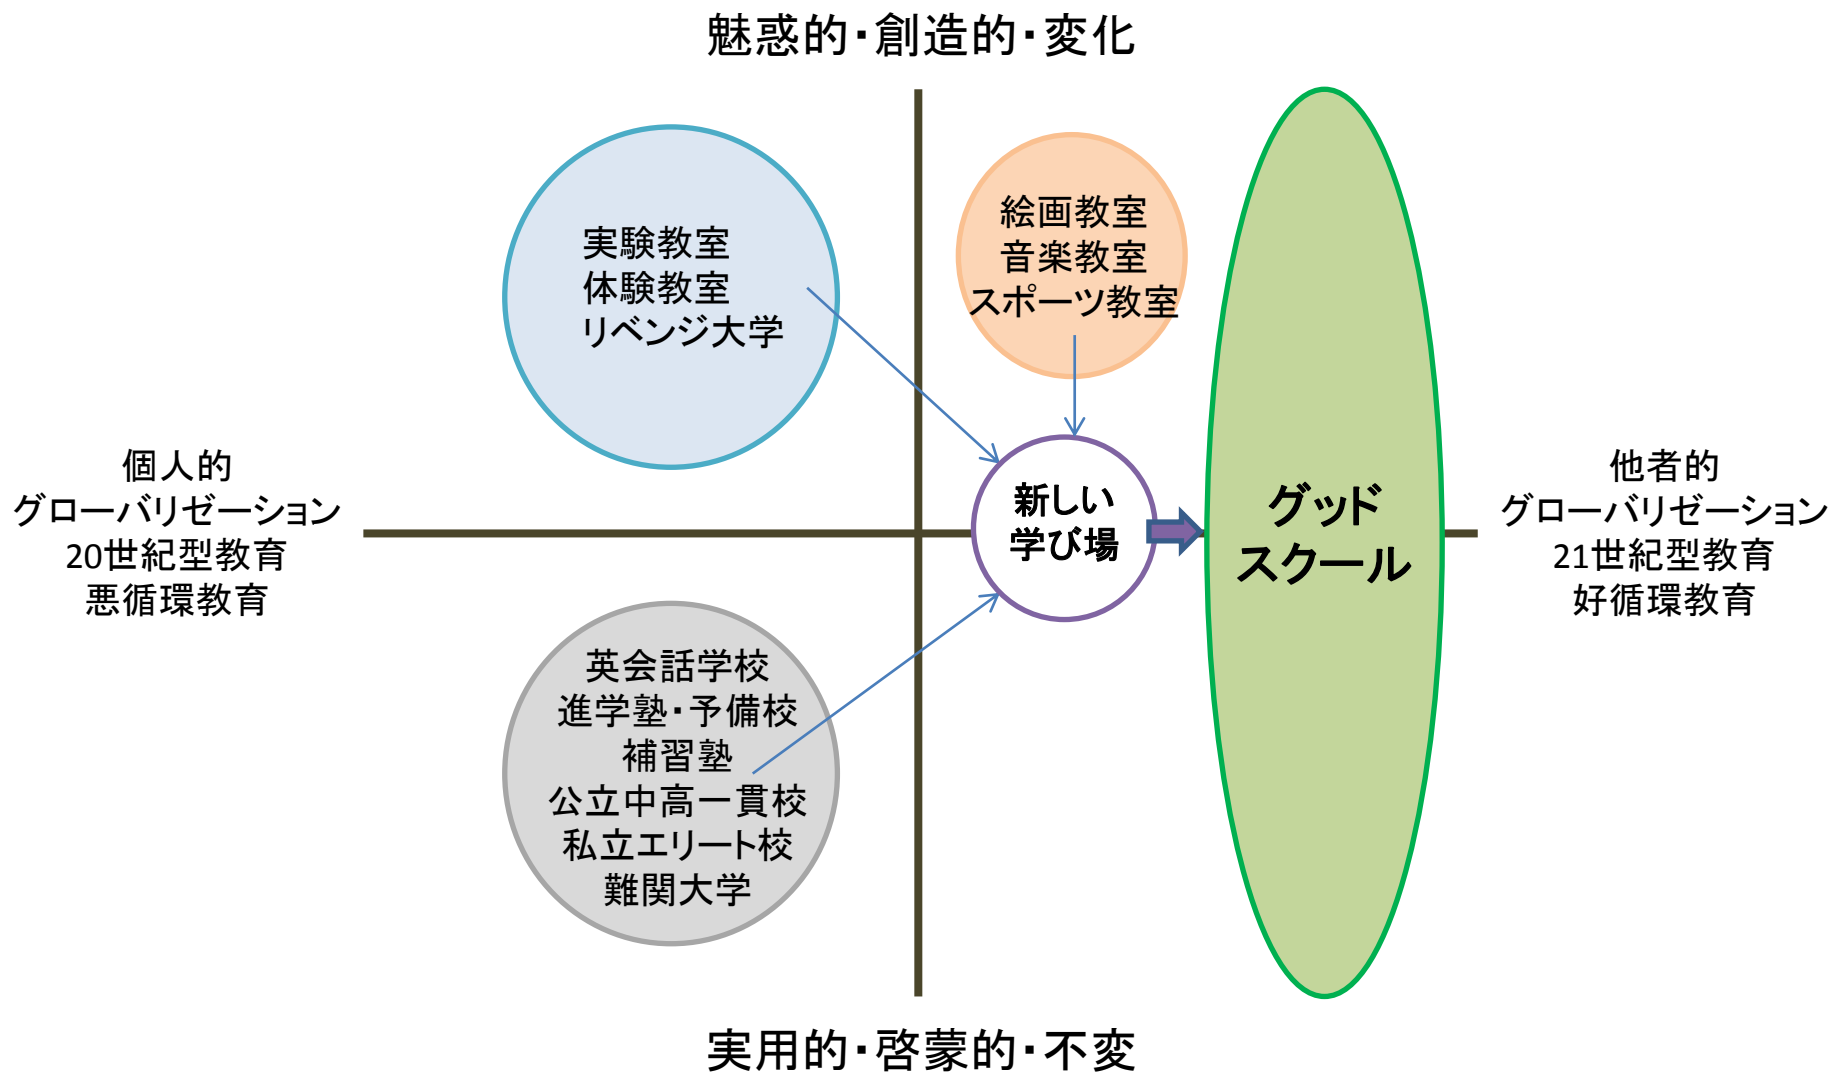 魅惑的・創造的・変化
実験教室
体験教室
リベンジ大学
絵画教室
音楽教室
スポーツ教室
個人的
グローバリゼーション
20世紀型教育
悪循環教育
新しい
学び場
グッド
スクール
他者的
グローバリゼーション
21世紀型教育
好循環教育
英会話学校
進学塾・予備校
補習塾
公立中高一貫校
私立エリート校
難関大学
実用的・啓蒙的・不変